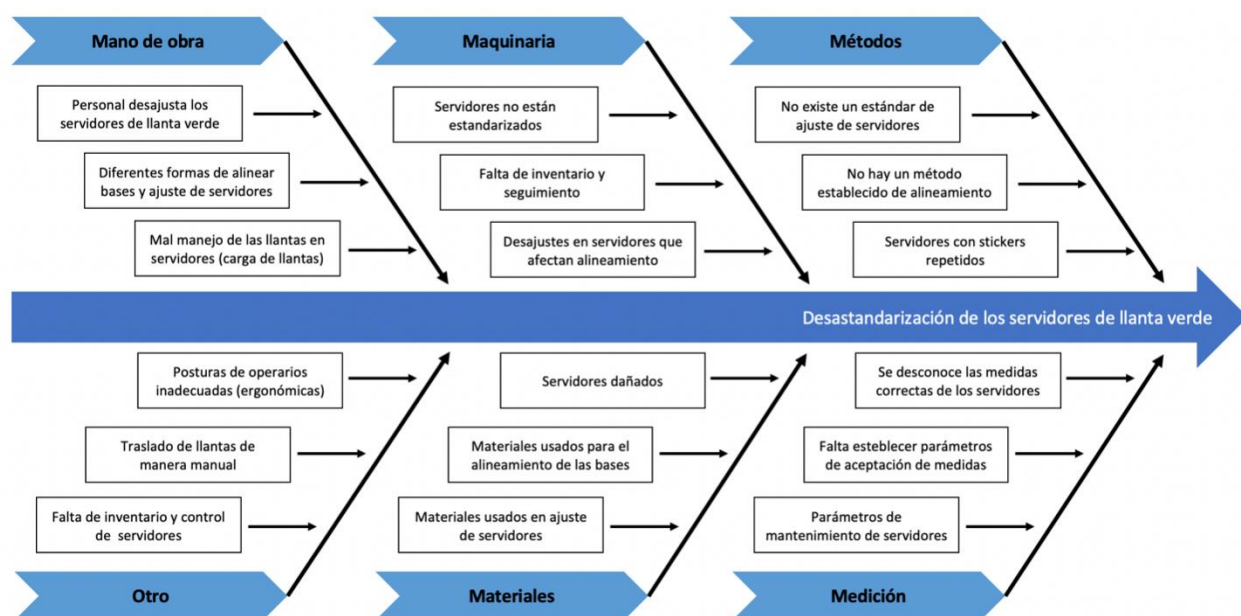 Mano de obra
Maquinaria
Métodos
Personal desajusta los
servidores de llanta verde
Servidores no están
estandarizados
No existe un estándar de
ajuste de servidores
Diferentes formas de alinear
bases y ajuste de servidores
Falta de inventario y
seguimiento
No hay un método
establecido de alineamiento
Mal manejo de las llantas en
servidores (carga de llantas)
Desajustes en servidores que
afectan alineamiento
Servidores con stickers
repetidos
Desastandarización de los servidores de llanta verde
Posturas de operarios
inadecuadas (ergonómicas)
Servidores dañados
Se desconoce las medidas
correctas de los servidores
Traslado de llantas de
manera manual
Materiales usados para el
alineamiento de las bases
Falta esteblecer parámetros
de aceptación de medidas
Falta de inventario y control
de servidores
Materiales usados en ajuste
de servidores
Parámetros de
mantenimiento de servidores
Otro
Materiales
Medición